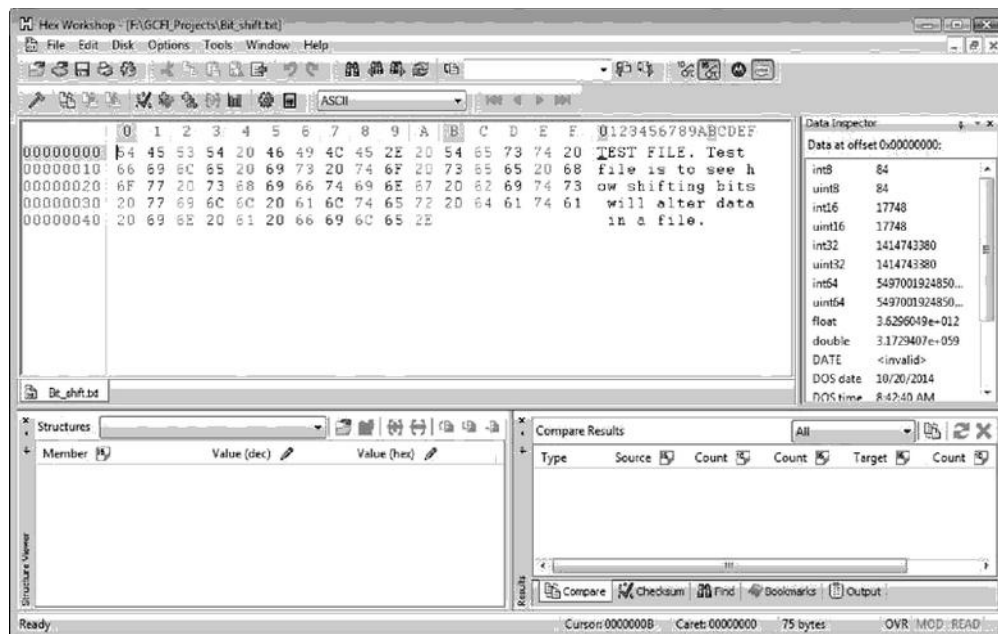 Hex Workshop - [F:\GCFI_Projects\Bit_shift.txt]
File Edit Disk Options Tools Window Help
ASCII
0 1 2 3 4 5 6 7 8 9 A B C D E F 0123456789ABCDEF
00000000 54 45 53 54 20 46 49 4C 45 2E 20 54 65 73 74 20 TEST FILE. Test
00000010 66 69 6C 65 20 69 73 20 74 6F 20 73 65 65 20 68 file is to see h
00000020 6F 77 20 73 68 69 66 74 69 6E 67 20 62 69 74 73 ow shifting bits
00000030 20 77 69 6C 6C 20 61 6C 74 65 72 20 64 61 74 61 will alter data
00000040 20 69 6E 20 61 20 66 69 6C 65 2E in a file.
Bit_shift.txt
Data Inspector
Data at offset 0x00000000:
int8 84
uint8 84
int16 17748
uint16 17748
int32 1414743380
uint32 1414743380
int64 5497001924850...
uint64 5497001924850...
float 3.6296049e+012
double 3.1729407e+059
DATE <invalid>
DOS date 10/20/2014
DOS time 8:42:40 AM
Structures
Member Value (dec) Value (hex)
Structure Viewer
Compare Results All
Type Source Count Count Target Count
Results
Compare Checksum Find Bookmarks Output
Ready Cursor: 0000000B Caret: 00000000 75 bytes OVR MOD READ